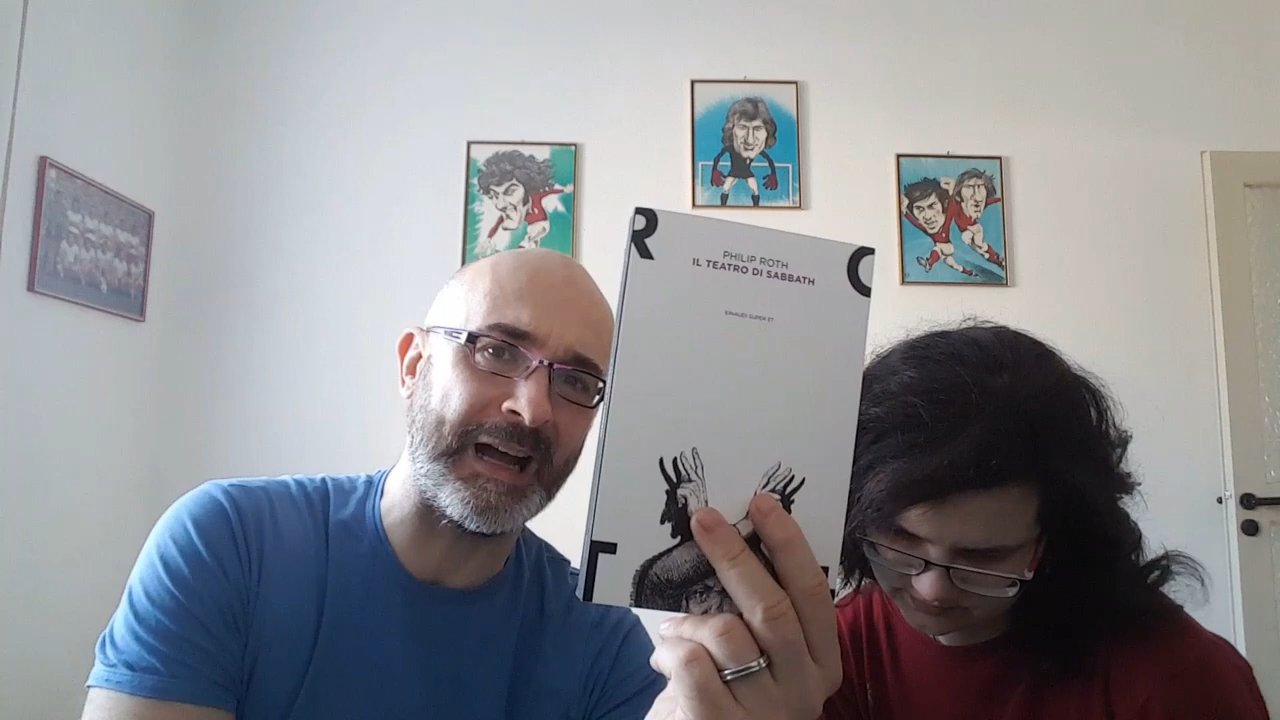 R O
PHILIP ROTH
IL TEATRO DI SABBATH
EINAUDI SUPER ET
T